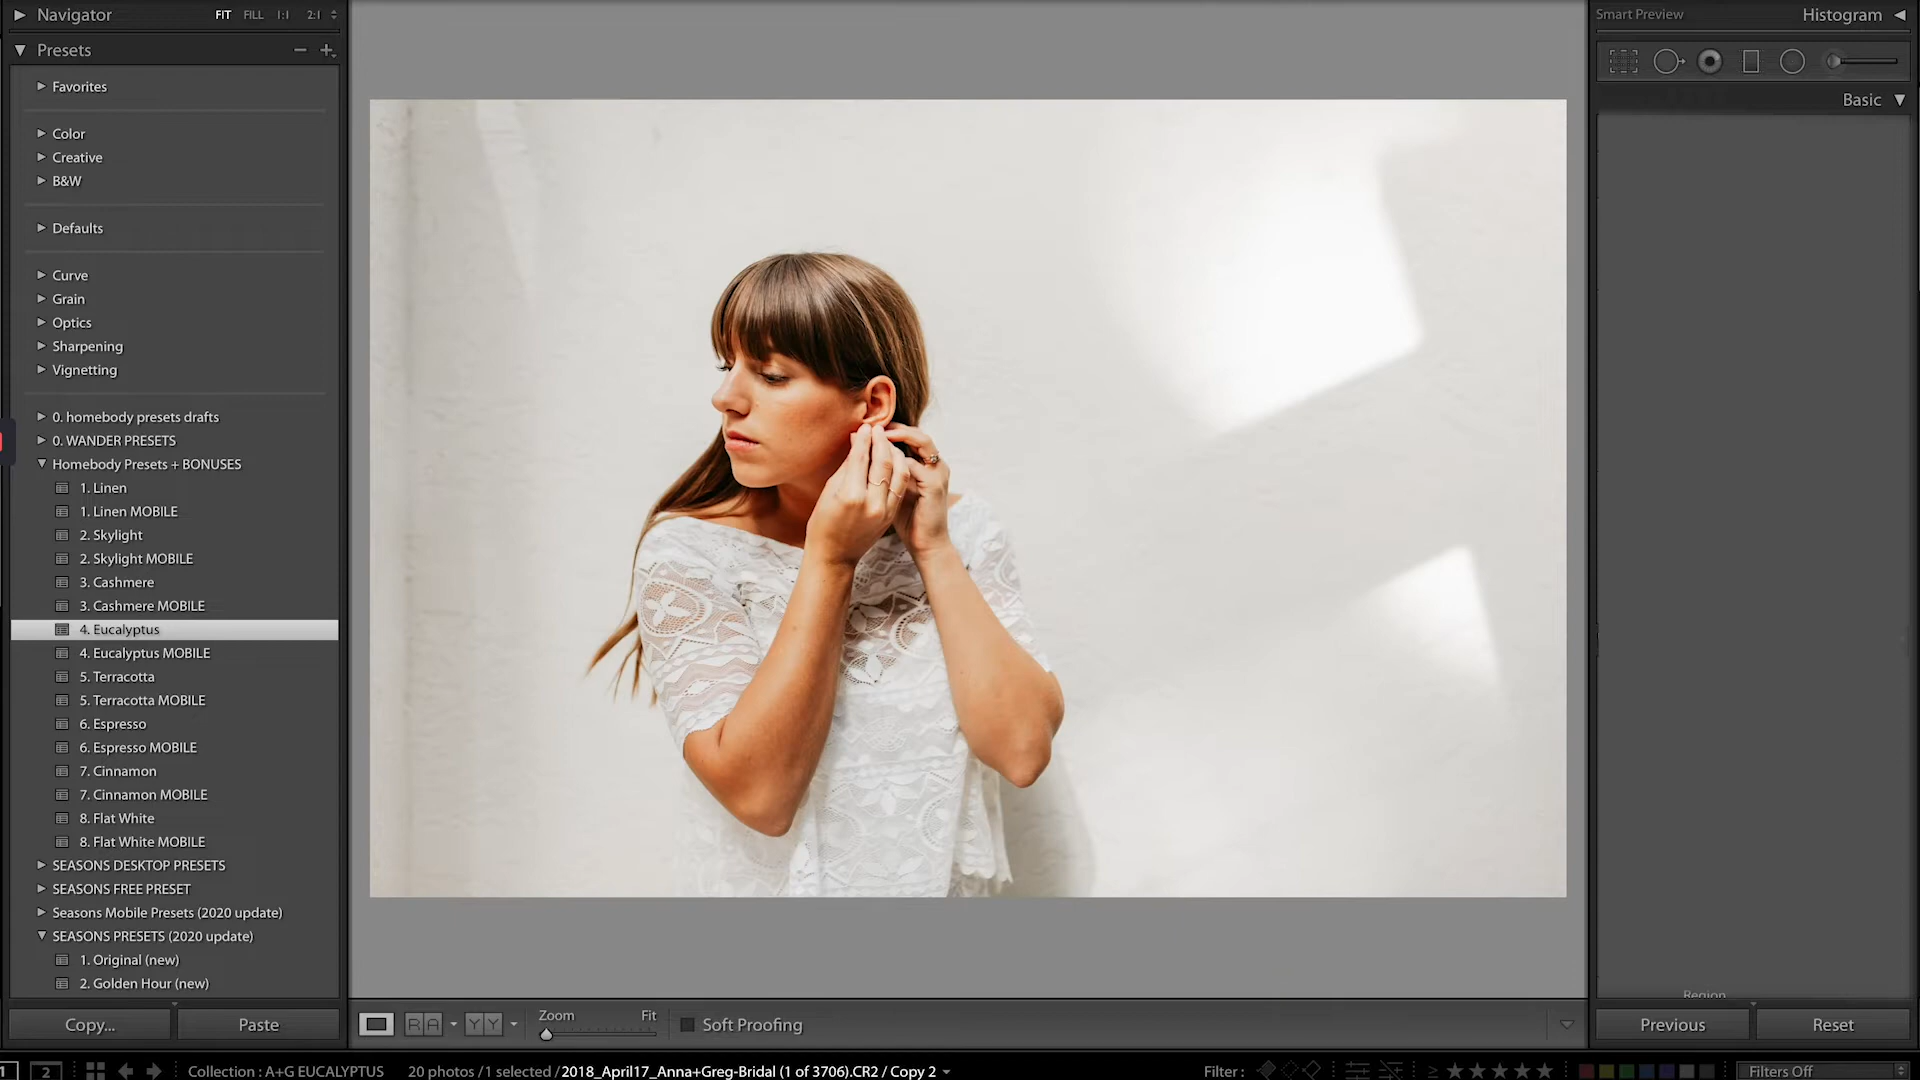 Navigator FIT FILL 1:1 2:1
Presets
Favorites
Color
Creative
B&W
Defaults
Curve
Grain
Optics
Sharpening
Vignetting
0. homebody presets drafts
0. WANDER PRESETS
Homebody Presets + BONUSES
1. Linen
1. Linen MOBILE
2. Skylight
2. Skylight MOBILE
3. Cashmere
3. Cashmere MOBILE
4. Eucalyptus
4. Eucalyptus MOBILE
5. Terracotta
5. Terracotta MOBILE
6. Espresso
6. Espresso MOBILE
7. Cinnamon
7. Cinnamon MOBILE
8. Flat White
8. Flat White MOBILE
SEASONS DESKTOP PRESETS
SEASONS FREE PRESET
Seasons Mobile Presets (2020 update)
SEASONS PRESETS (2020 update)
1. Original (new)
2. Golden Hour (new)
Copy... Paste
RA YY Zoom Fit Soft Proofing
Smart Preview Histogram
Basic
Region
Previous Reset
1 2 Collection : A+G EUCALYPTUS 20 photos /1 selected /2018_April17_Anna+Greg-Bridal (1 of 3706).CR2 / Copy 2 Filter : ≥ Filters Off